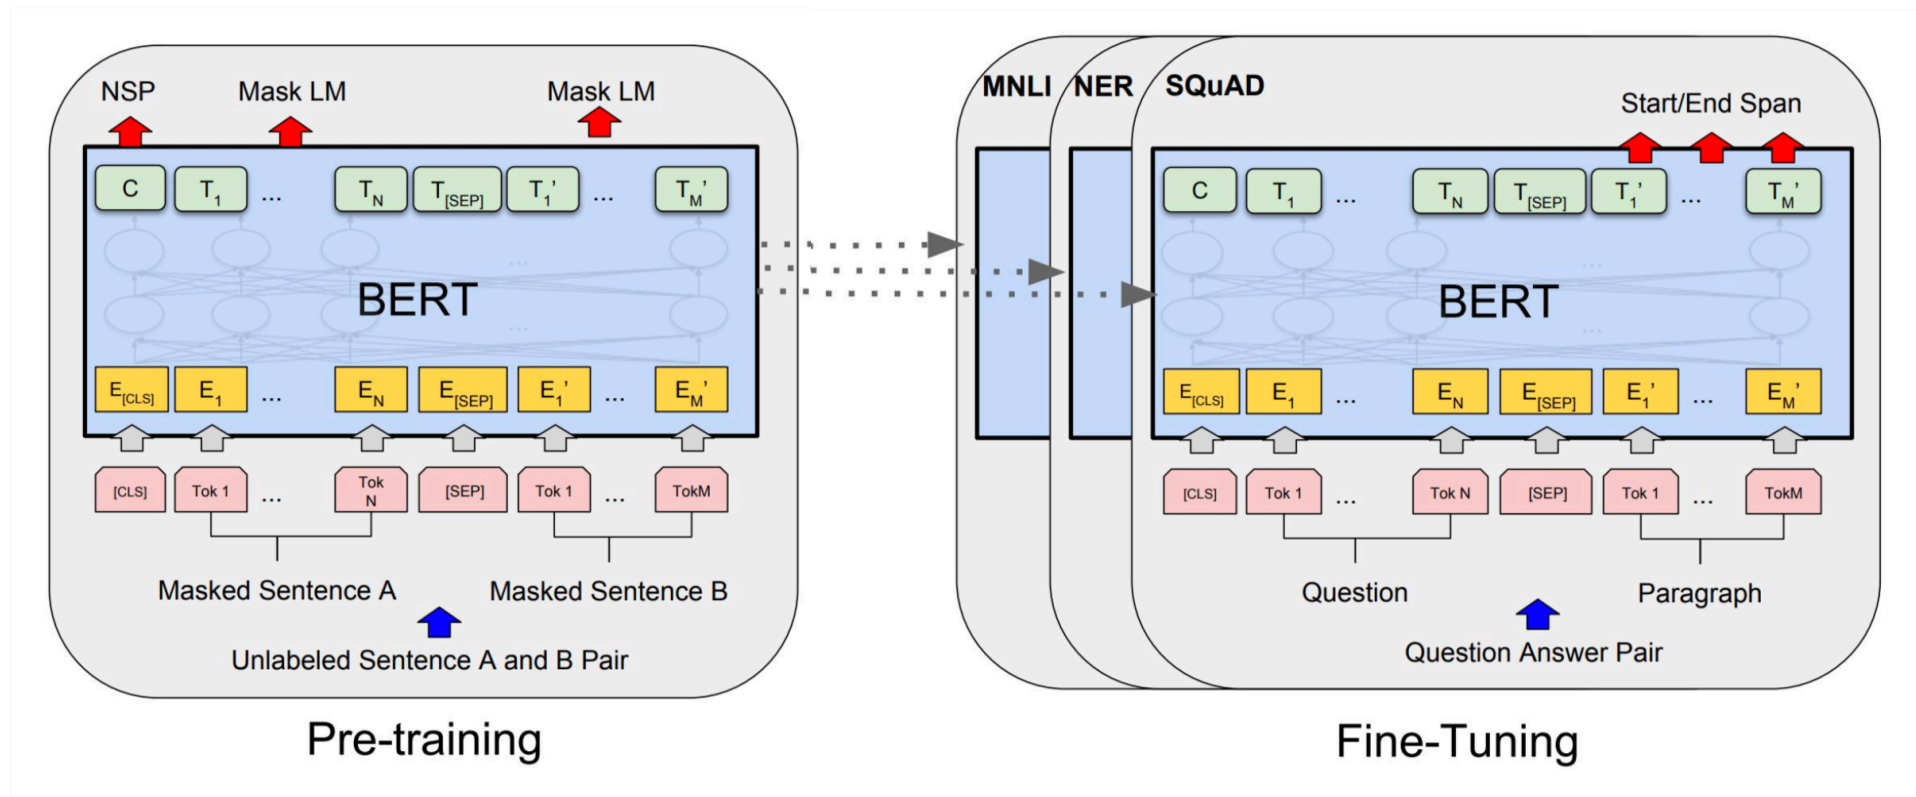 NSP Mask LM Mask LM
C T1 ... TN T[SEP] T1' ... TM'
...
BERT
...
E[CLS] E1 ... EN E[SEP] E1' ... EM'
[CLS] Tok 1 ... Tok N [SEP] Tok 1 ... TokM
Masked Sentence A Masked Sentence B
Unlabeled Sentence A and B Pair
Pre-training
MNLI NER SQuAD
Start/End Span
C T1 ... TN T[SEP] T1' ... TM'
...
BERT
...
E[CLS] E1 ... EN E[SEP] E1' ... EM'
[CLS] Tok 1 ... Tok N [SEP] Tok 1 ... TokM
Question Paragraph
Question Answer Pair
Fine-Tuning